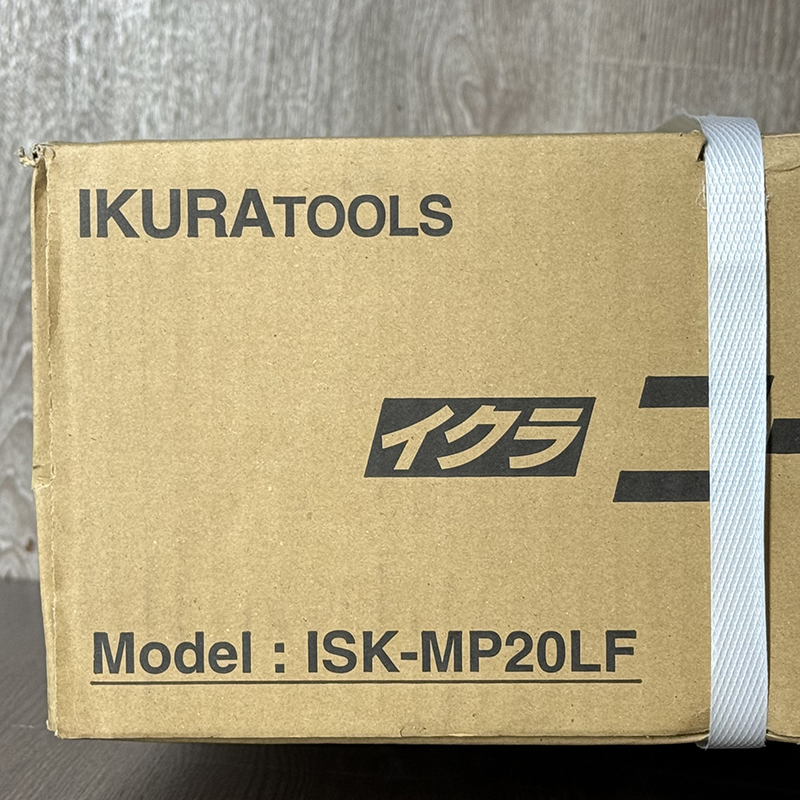 IKURATOOLS
イクラ
Model : ISK-MP20LF